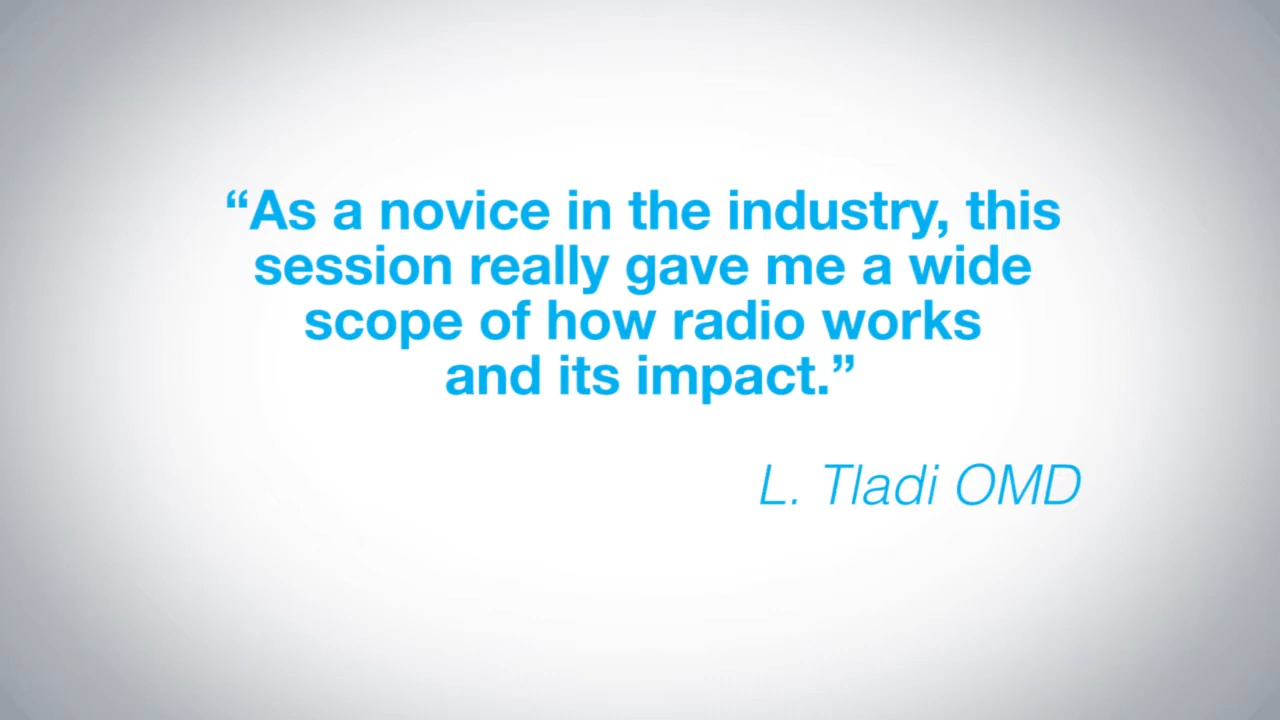 “As a novice in the industry, this
session really gave me a wide
scope of how radio works
and its impact.”
L. Tladi OMD